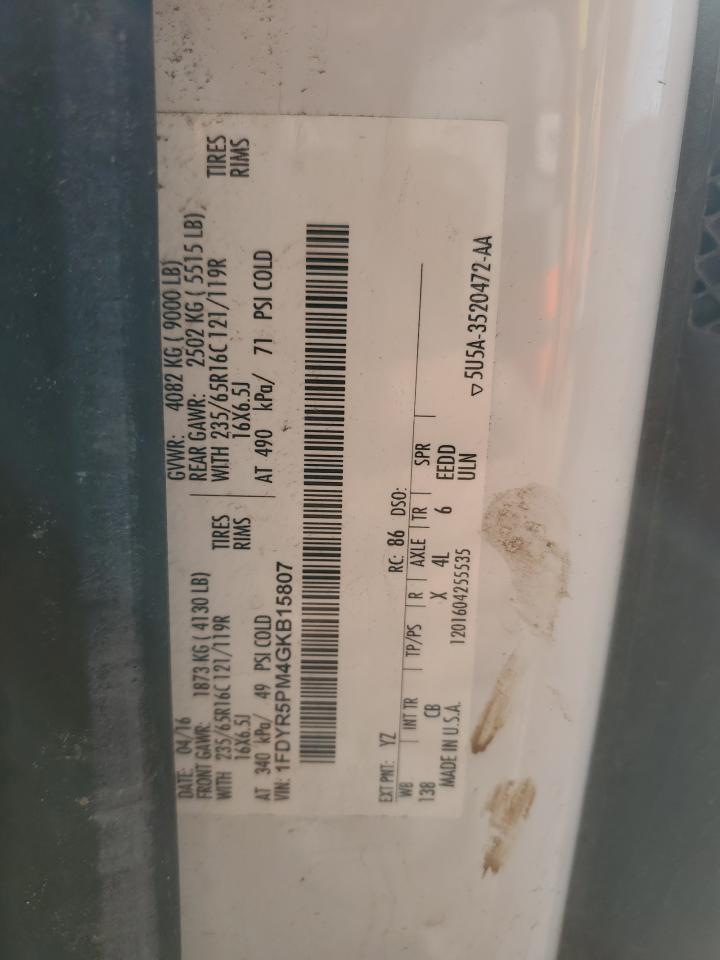 DATE: 04/16 GVWR: 4082 KG ( 9000 LB)
FRONT GAWR: 1873 KG ( 4130 LB) REAR GAWR: 2502 KG ( 5515 LB)
WITH 235/65R16C 121/119R TIRES WITH 235/65R16C 121/119R TIRES
16X6.5J RIMS 16X6.5J RIMS
AT 340 kPa/ 49 PSI COLD AT 490 kPa/ 71 PSI COLD
VIN: 1FDYR5PM4GKB15807
EXT PNT: YZ RC: 86 DSO:
WB INT TR TP/PS R AXLE TR SPR
138 CB X 4L 6 EEDD
MADE IN U.S.A. 1201604255535 ULN
▽ 5U5A-3520472-AA